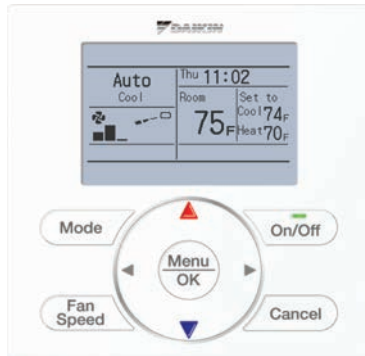 DAIKIN
Auto
Cool
Thu 11:02
Room
Set to
Cool 74F
75F
Heat 70F
Mode
On/Off
Menu
OK
Fan
Speed
Cancel